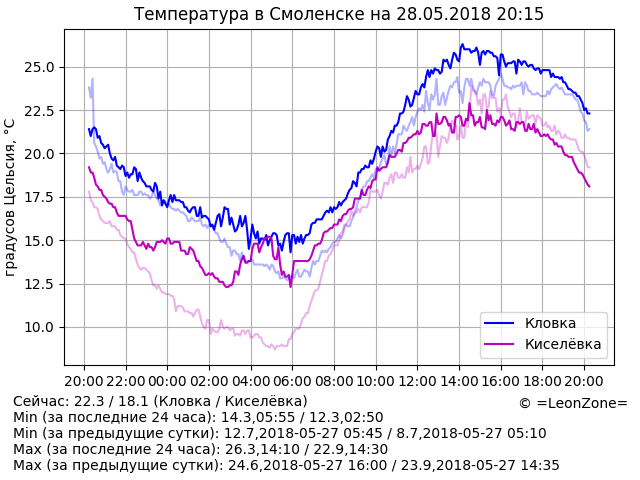 Температура в Смоленске на 28.05.2018 20:15
градусов Цельсия, °C
25.0
22.5
20.0
17.5
15.0
12.5
10.0
Кловка
Киселёвка
20:00 22:00 00:00 02:00 04:00 06:00 08:00 10:00 12:00 14:00 16:00 18:00 20:00
Сейчас: 22.3 / 18.1 (Кловка / Киселёвка)
© =LeonZone=
Min (за последние 24 часа): 14.3,05:55 / 12.3,02:50
Min (за предыдущие сутки): 12.7,2018-05-27 05:45 / 8.7,2018-05-27 05:10
Max (за последние 24 часа): 26.3,14:10 / 22.9,14:30
Max (за предыдущие сутки): 24.6,2018-05-27 16:00 / 23.9,2018-05-27 14:35